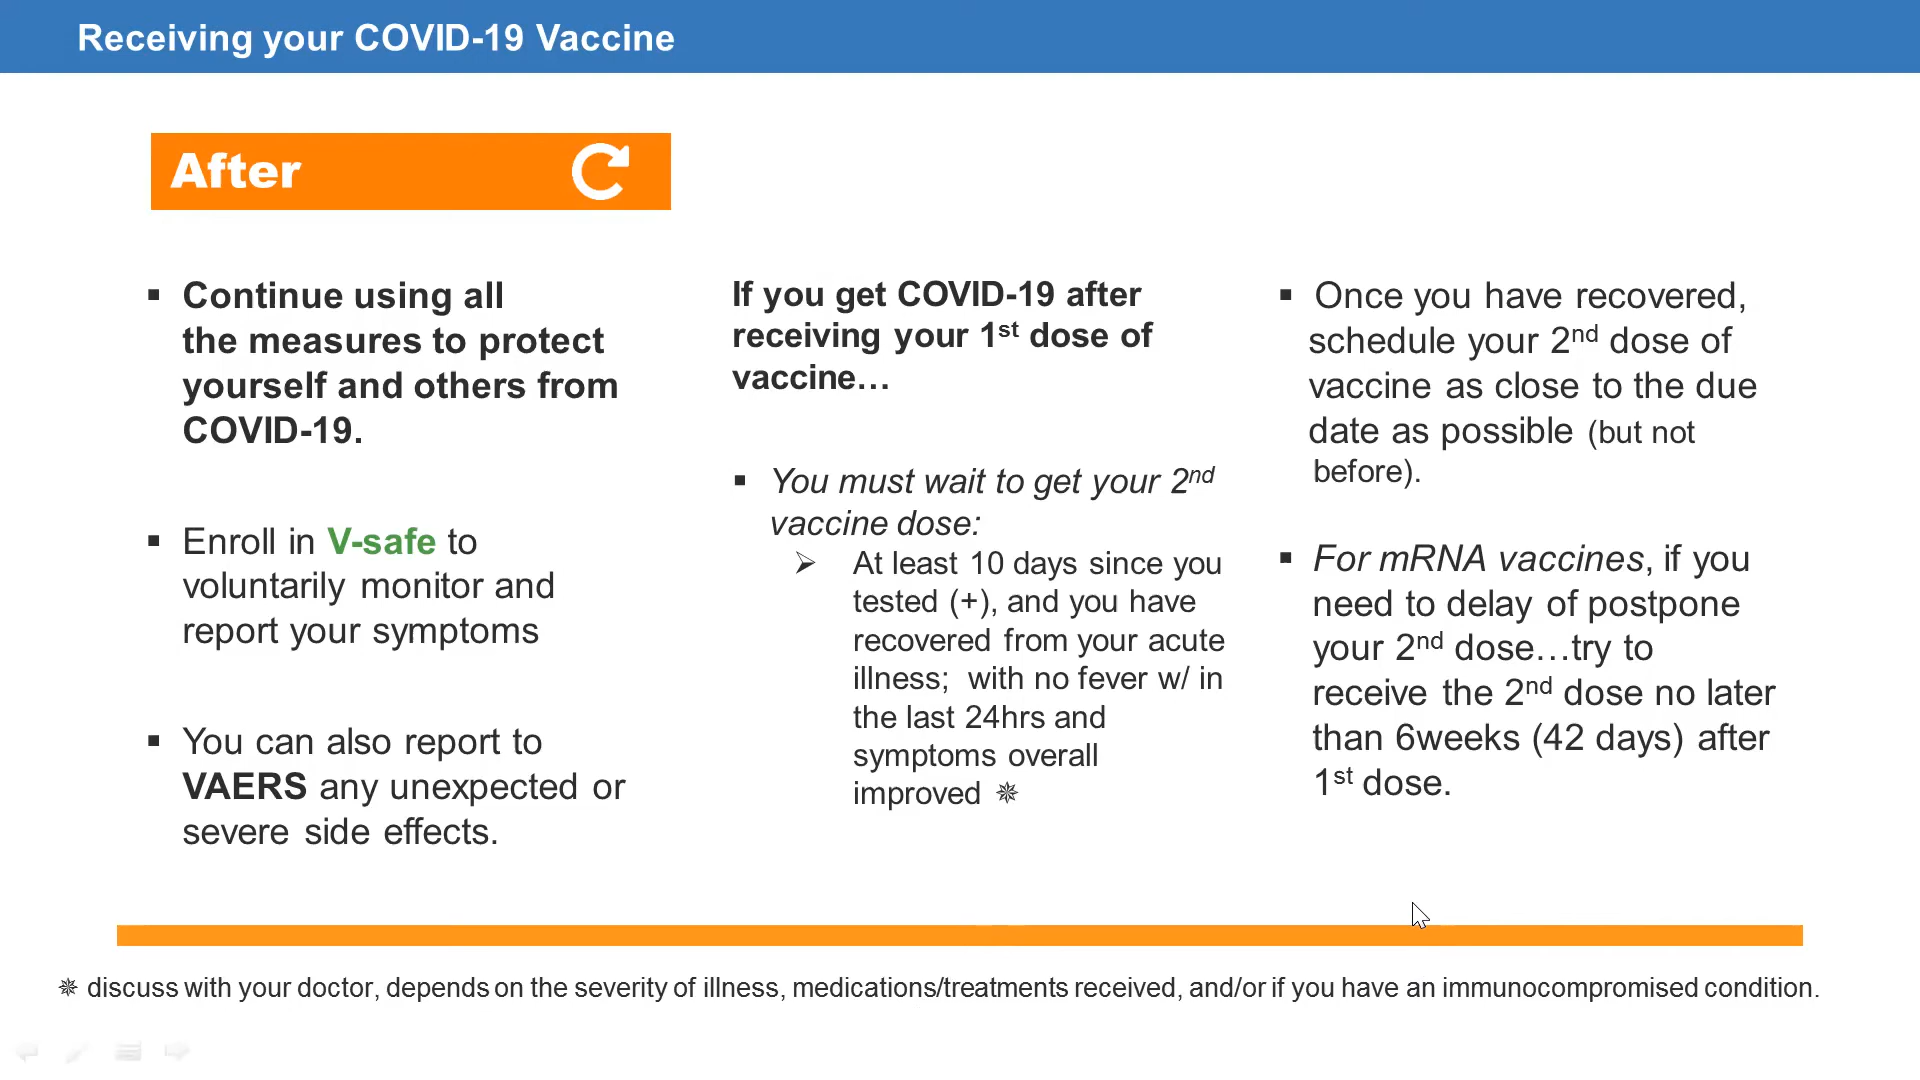 Receiving your COVID-19 Vaccine
After
▪ Continue using all
the measures to protect
yourself and others from
COVID-19.
▪ Enroll in V-safe to
voluntarily monitor and
report your symptoms
▪ You can also report to
VAERS any unexpected or
severe side effects.
If you get COVID-19 after
receiving your 1st dose of
vaccine…
▪ You must wait to get your 2nd
vaccine dose:
➢ At least 10 days since you
tested (+), and you have
recovered from your acute
illness; with no fever w/ in
the last 24hrs and
symptoms overall
improved ✵
▪ Once you have recovered,
schedule your 2nd dose of
vaccine as close to the due
date as possible (but not
before).
▪ For mRNA vaccines, if you
need to delay of postpone
your 2nd dose…try to
receive the 2nd dose no later
than 6weeks (42 days) after
1st dose.
✵ discuss with your doctor, depends on the severity of illness, medications/treatments received, and/or if you have an immunocompromised condition.